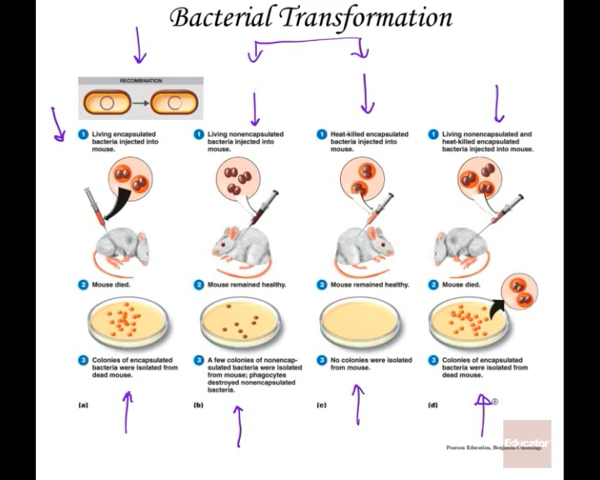 Bacterial Transformation
RECOMBINATION
1 Living encapsulated
bacteria injected into
mouse.
2 Mouse died.
3 Colonies of encapsulated
bacteria were isolated from
dead mouse.
(a)
1 Living nonencapsulated
bacteria injected into
mouse.
2 Mouse remained healthy.
3 A few colonies of nonencap-
sulated bacteria were isolated
from mouse; phagocytes
destroyed nonencapsulated
bacteria.
(b)
1 Heat-killed encapsulated
bacteria injected into
mouse.
2 Mouse remained healthy.
3 No colonies were isolated
from mouse.
(c)
1 Living nonencapsulated and
heat-killed encapsulated
bacteria injected into mouse.
2 Mouse died.
3 Colonies of encapsulated
bacteria were isolated from
dead mouse.
(d)
Educator
Pearson Education, Benjamin Cummings